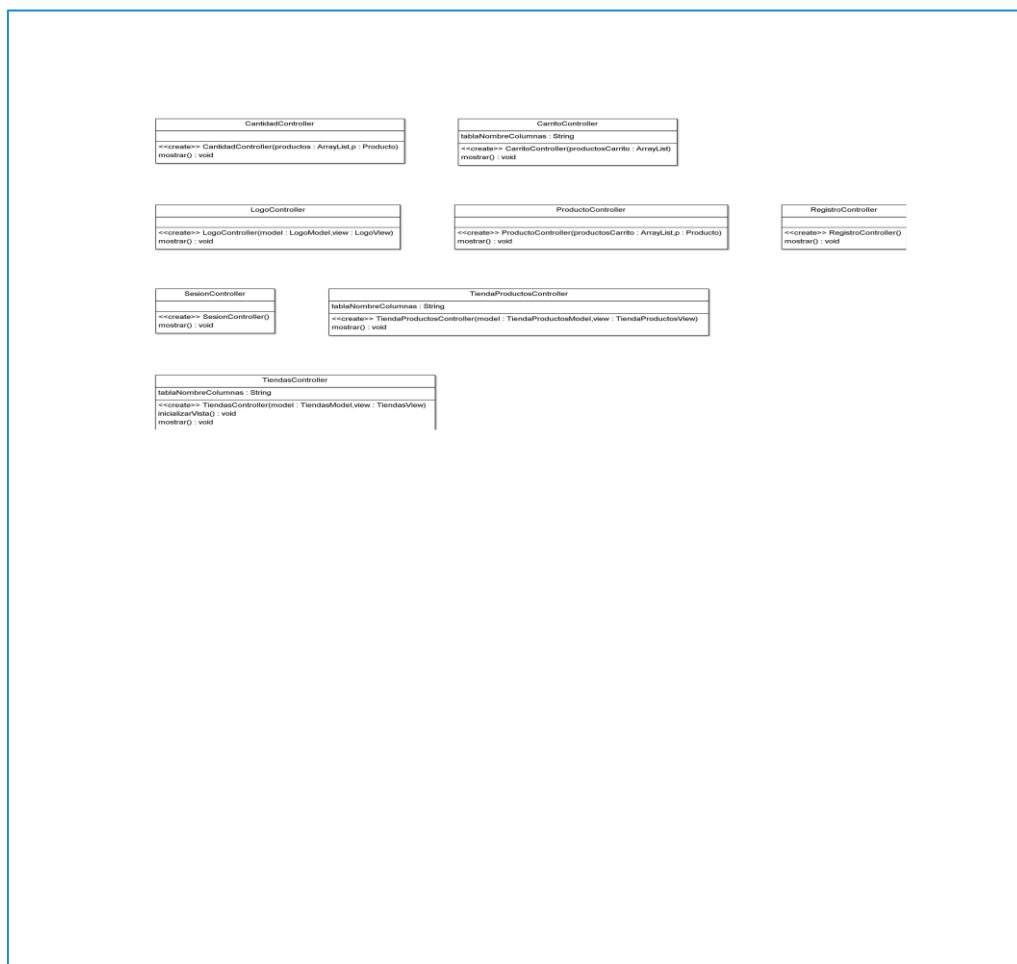 CantidadController
<<create>> CantidadController(productos : ArrayList,p : Producto)
mostrar() : void
CarritoController
tablaNombreColumnas : String
<<create>> CarritoController(productosCarrito : ArrayList)
mostrar() : void
LogoController
<<create>> LogoController(model : LogoModel,view : LogoView)
mostrar() : void
ProductoController
<<create>> ProductoController(productosCarrito : ArrayList,p : Producto)
mostrar() : void
RegistroController
<<create>> RegistroController()
mostrar() : void
SesionController
<<create>> SesionController()
mostrar() : void
TiendaProductosController
tablaNombreColumnas : String
<<create>> TiendaProductosController(model : TiendaProductosModel,view : TiendaProductosView)
mostrar() : void
TiendasController
tablaNombreColumnas : String
<<create>> TiendasController(model : TiendasModel,view : TiendasView)
inicializarVista() : void
mostrar() : void